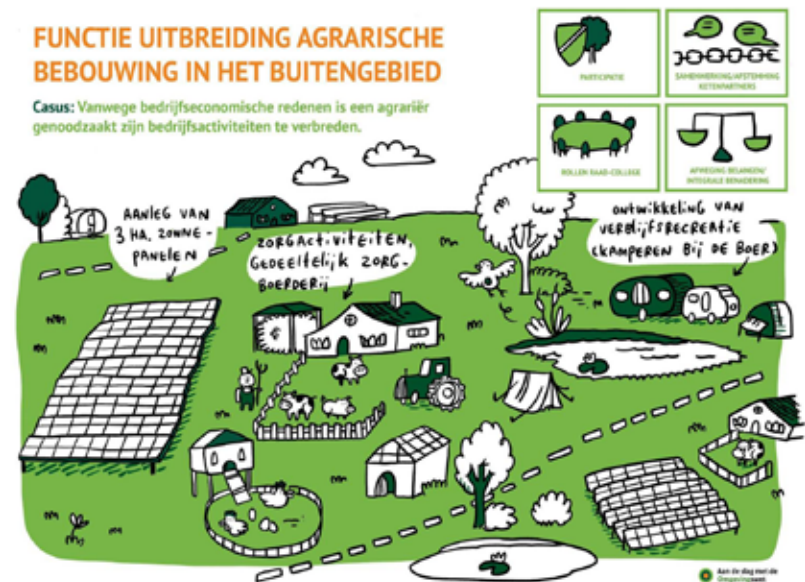 FUNCTIE UITBREIDING AGRARISCHE
BEBOUWING IN HET BUITENGEBIED
Casus: Vanwege bedrijfseconomische redenen is een agrariër
genoodzaakt zijn bedrijfsactiviteiten te verbreden.
PARTICIPATIE
SAMENWERKING/AFSTEMMING
KETENPARTNERS
ROLLEN RAAD-COLLEGE
AFWEGING BELANGEN/
INTEGRALE BENADERING
AANLEG VAN
3 HA. ZONNE-
PANELEN
ZORGACTIVITEITEN,
GEDEELTELIJK ZORG-
BOERDERIJ
ONTWIKKELING VAN
VERBLIJFSRECREATIE
(KAMPEREN BIJ DE BOER)
Aan de slag met de
Omgevingswet